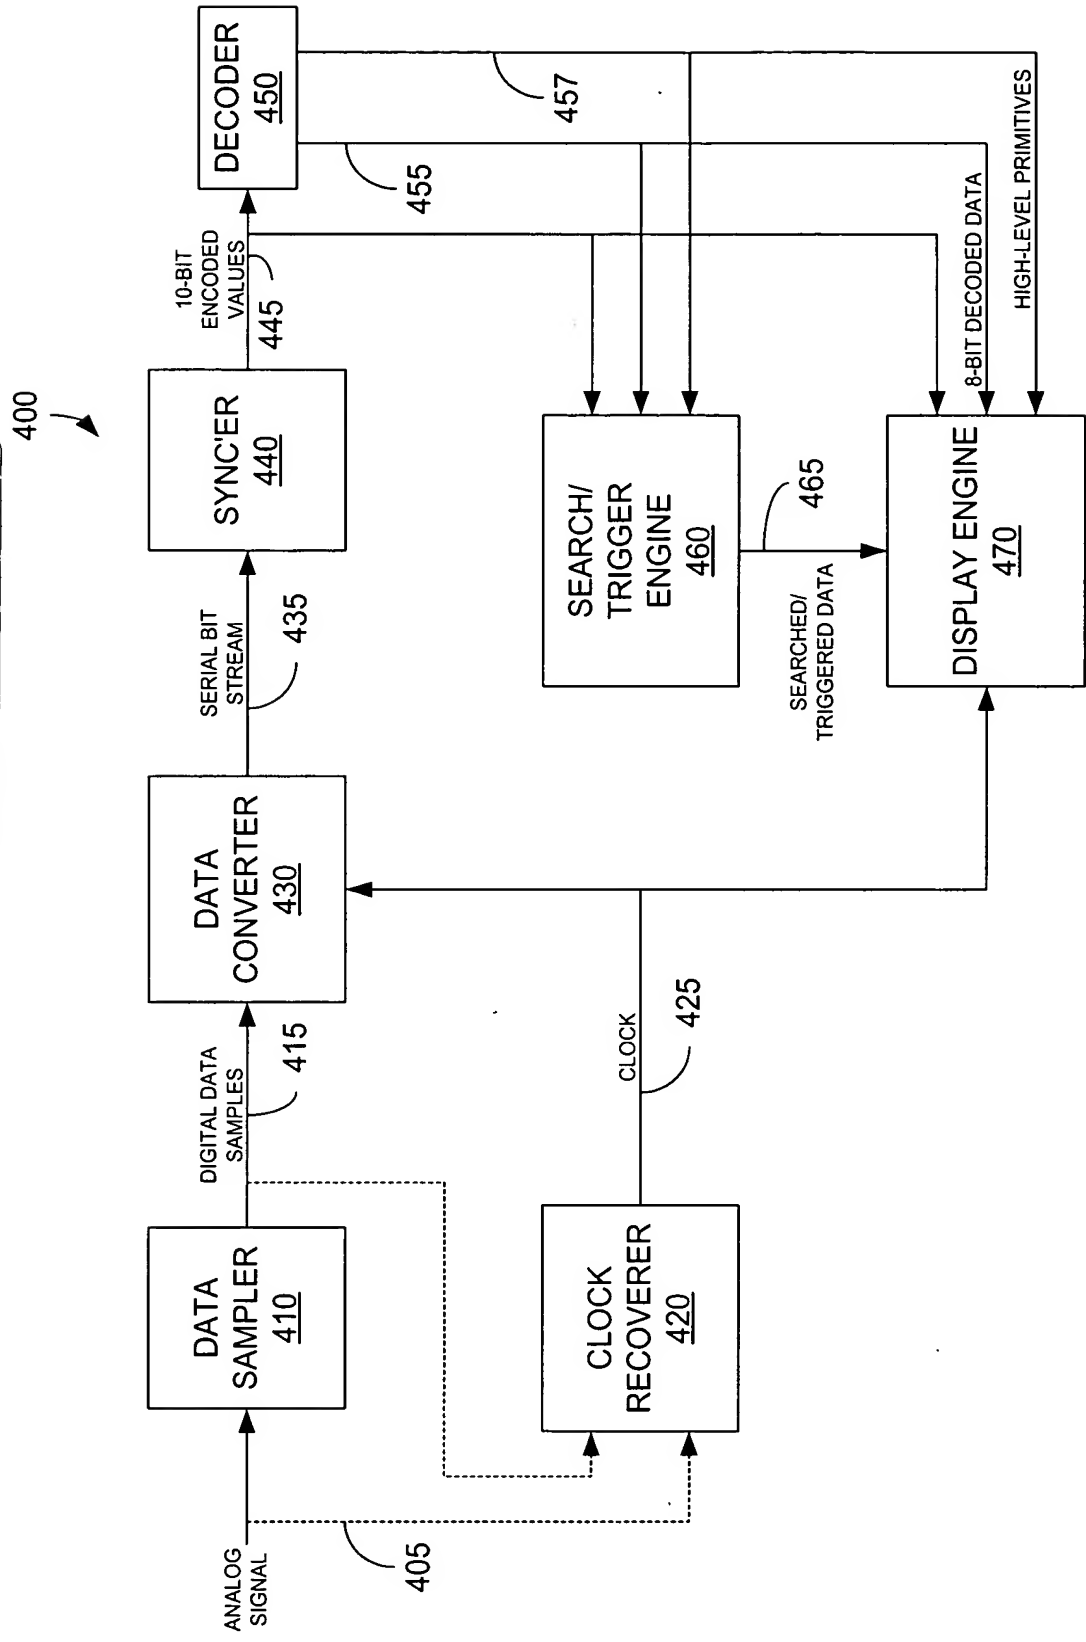 400
ANALOG
SIGNAL
405
DATA
SAMPLER
410
DIGITAL DATA
SAMPLES
415
DATA
CONVERTER
430
SERIAL BIT
STREAM
435
SYNC'ER
440
10-BIT
ENCODED
VALUES
445
DECODER
450
455
457
CLOCK
RECOVERER
420
CLOCK
425
SEARCH/
TRIGGER
ENGINE
460
SEARCHED/
TRIGGERED DATA
465
DISPLAY ENGINE
470
8-BIT DECODED DATA
HIGH-LEVEL PRIMITIVES